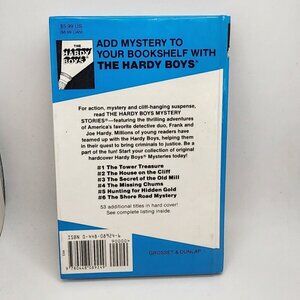 $5.99 US
THE
HARDY
BOYS®
ADD MYSTERY TO
YOUR BOOKSHELF WITH
THE HARDY BOYS®
For action, mystery and cliff-hanging suspense,
read THE HARDY BOYS MYSTERY
STORIES®—featuring the thrilling adventures
of America's favorite detective duo, Frank and
Joe Hardy. Millions of young readers have
teamed up with the Hardy Boys, helping them
in their quest to bring criminals to justice. Be a
part of the fun! Start your collection of original
hardcover Hardy Boys® Mysteries today!
#1 The Tower Treasure
#2 The House on the Cliff
#3 The Secret of the Old Mill
#4 The Missing Chums
#5 Hunting for Hidden Gold
#6 The Shore Road Mystery
53 additional titles in hard cover!
See complete listing inside.
ISBN 0-448-08924-6
90000>
9 780448 089249
GROSSET & DUNLAP